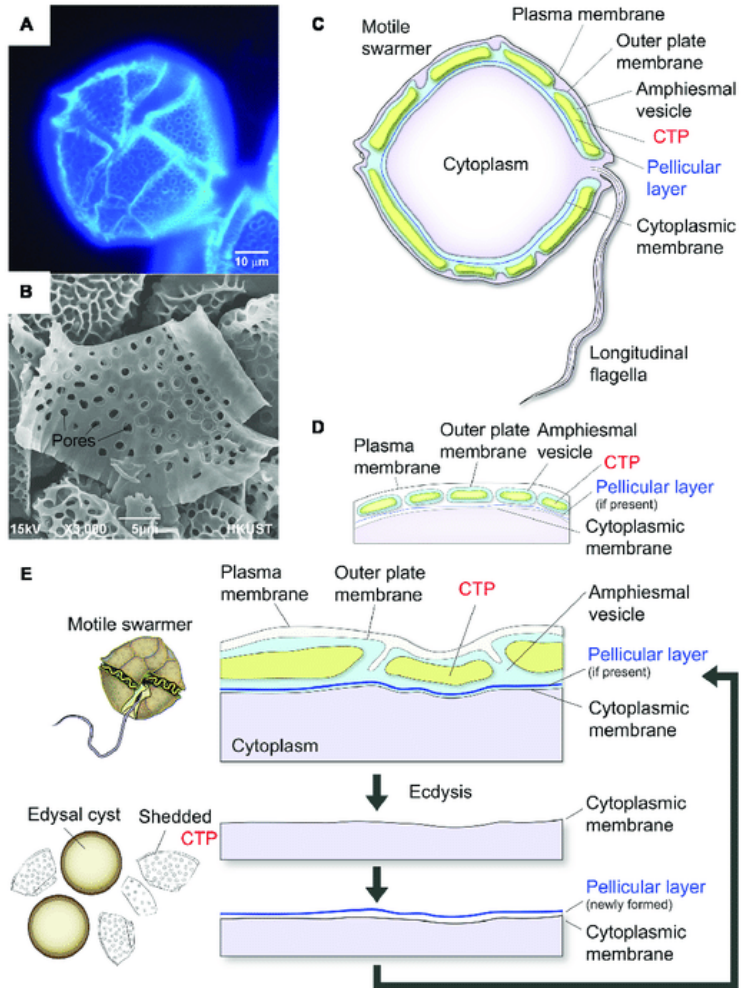 A
10 µm
B
Pores
15kV X3,000 5µm HKUST
C
Motile
swarmer
Plasma membrane
Outer plate
membrane
Amphiesmal
vesicle
CTP
Pellicular
layer
Cytoplasm
Cytoplasmic
membrane
Longitudinal
flagella
D
Plasma
membrane
Outer plate
membrane
Amphiesmal
vesicle
CTP
Pellicular layer
(if present)
Cytoplasmic
membrane
E
Motile swarmer
Plasma
membrane
Outer plate
membrane
CTP
Amphiesmal
vesicle
Pellicular layer
(if present)
Cytoplasmic
membrane
Cytoplasm
Ecdysis
Edysal cyst
Shedded
CTP
Cytoplasmic
membrane
Pellicular layer
(newly formed)
Cytoplasmic
membrane